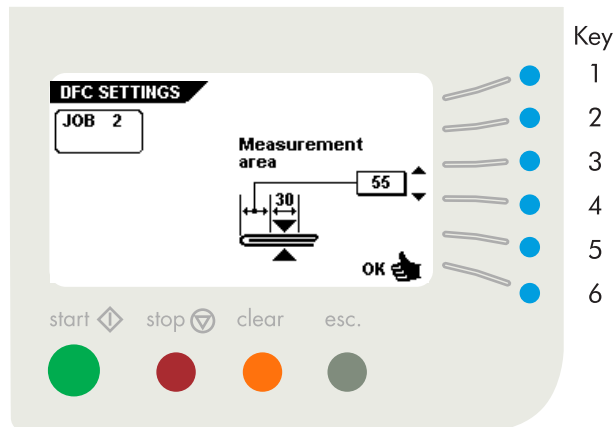 DFC SETTINGS
JOB 2
Measurement
area
55
30
OK
start stop clear esc.
Key
1
2
3
4
5
6